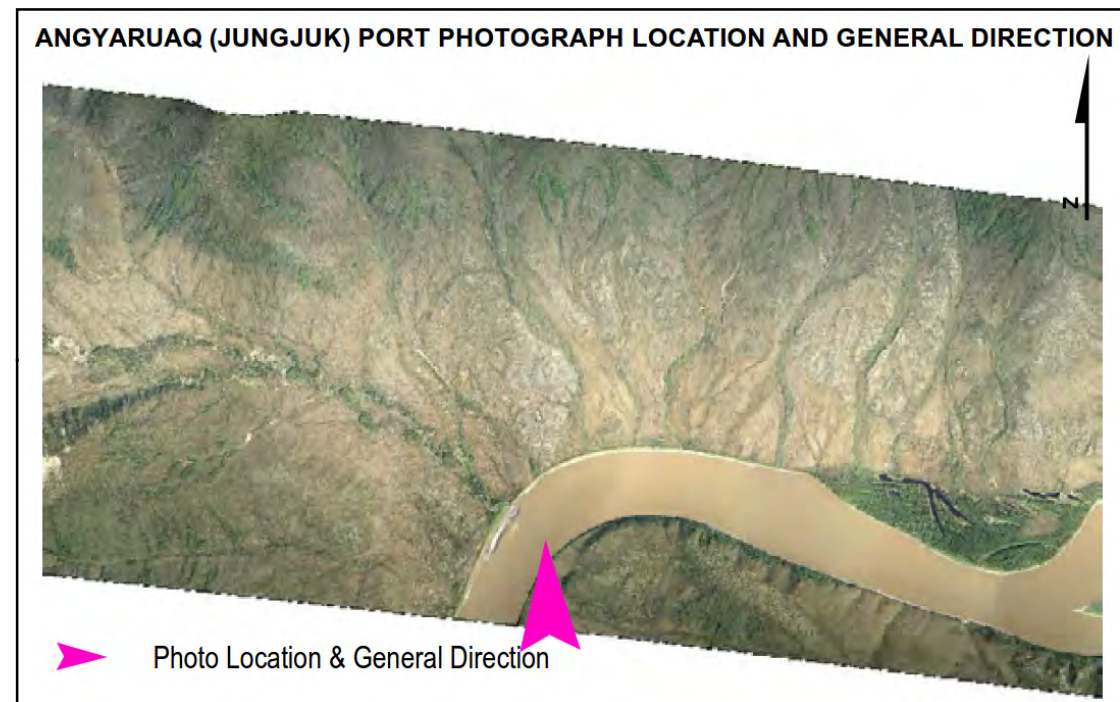 ANGYARUAQ (JUNGJUK) PORT PHOTOGRAPH LOCATION AND GENERAL DIRECTION
N
Photo Location & General Direction